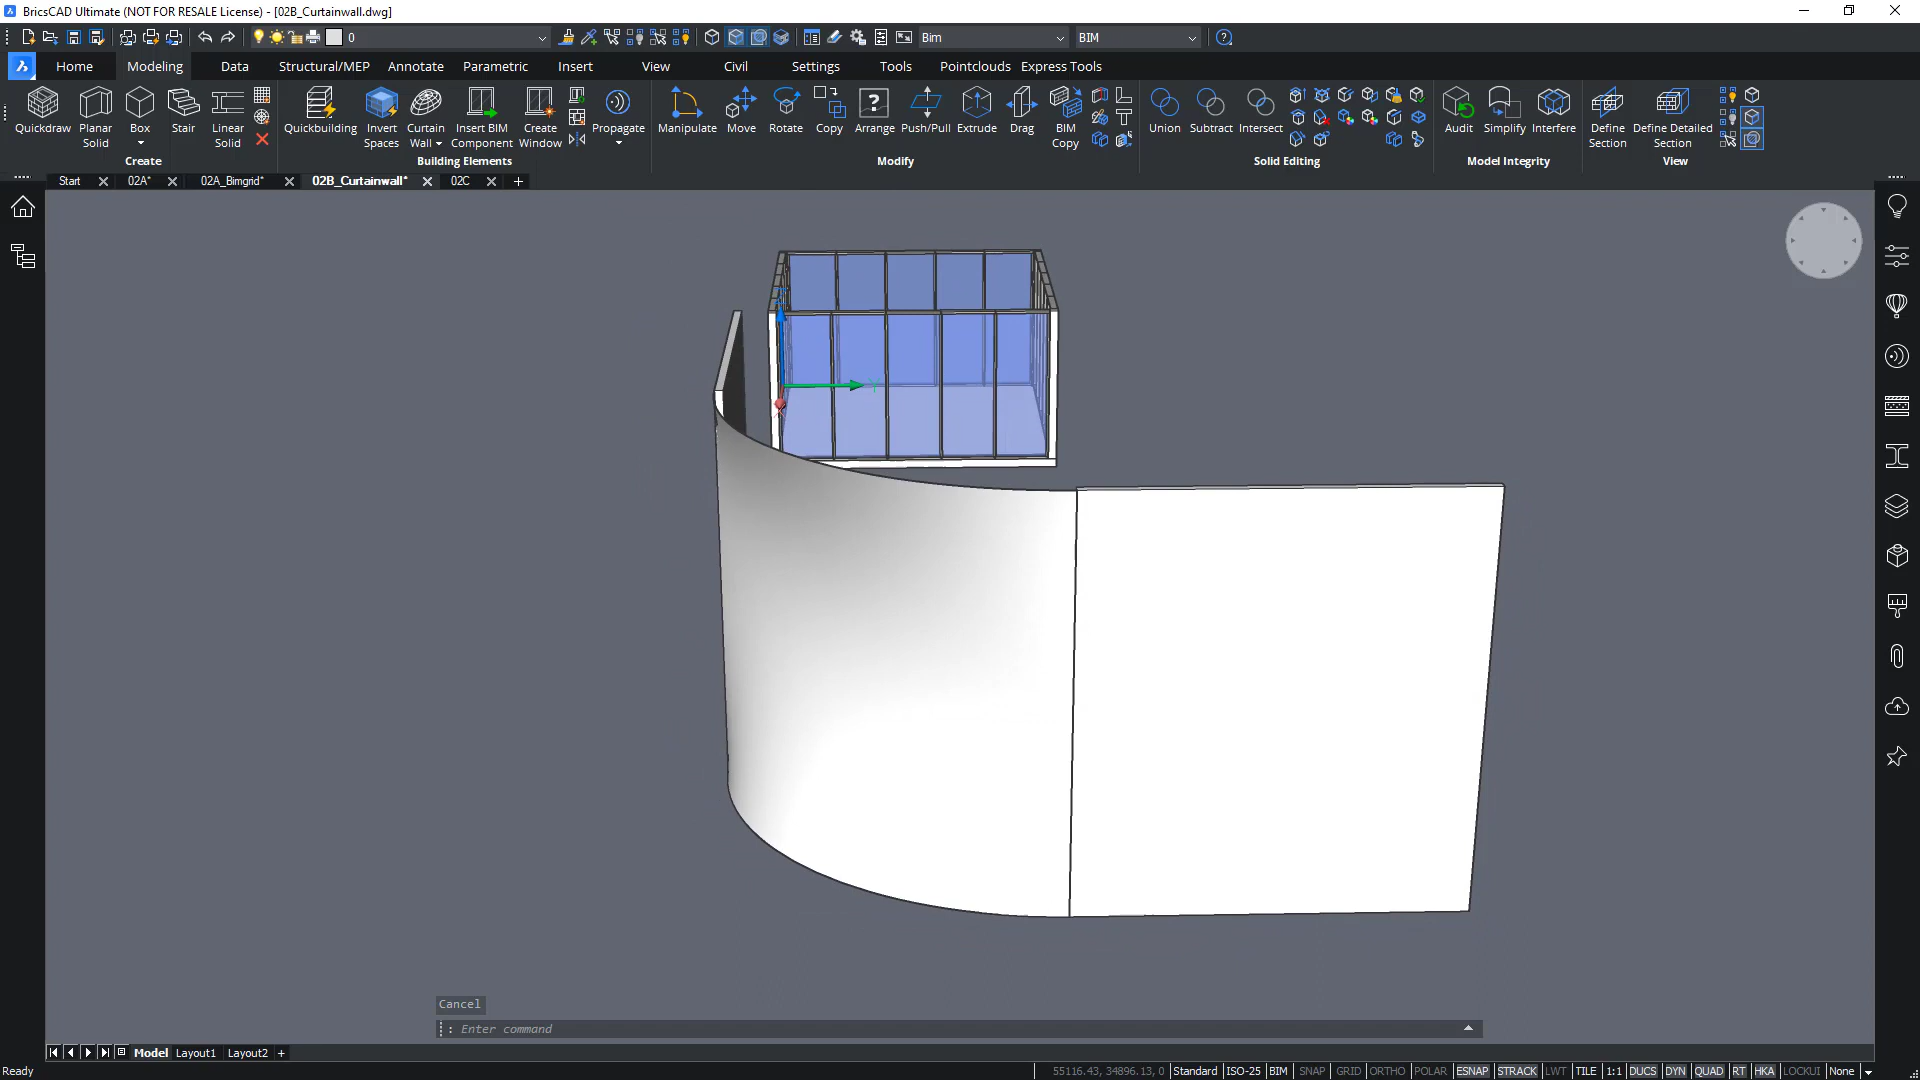 BricsCAD Ultimate (NOT FOR RESALE License) - [02B_Curtainwall.dwg]
0 Bim BIM
Home Modeling Data Structural/MEP Annotate Parametric Insert View Civil Settings Tools Pointclouds Express Tools
Quickdraw Planar Solid Box Stair Linear Solid Quickbuilding Invert Spaces Curtain Wall Insert BIM Component Create Window Propagate Manipulate Move Rotate Copy Arrange Push/Pull Extrude Drag BIM Copy Union Subtract Intersect Audit Simplify Interfere Define Section Define Detailed Section
Create Building Elements Modify Solid Editing Model Integrity View
Start 02A* 02A_Bimgrid* 02B_Curtainwall* 02C
Y
Cancel
: Enter command
Model Layout1 Layout2 +
Ready 55116.43, 34896.13, 0 Standard ISO-25 BIM SNAP GRID ORTHO POLAR ESNAP STRACK LWT TILE 1:1 DUCS DYN QUAD RT HKA LOCKUI None